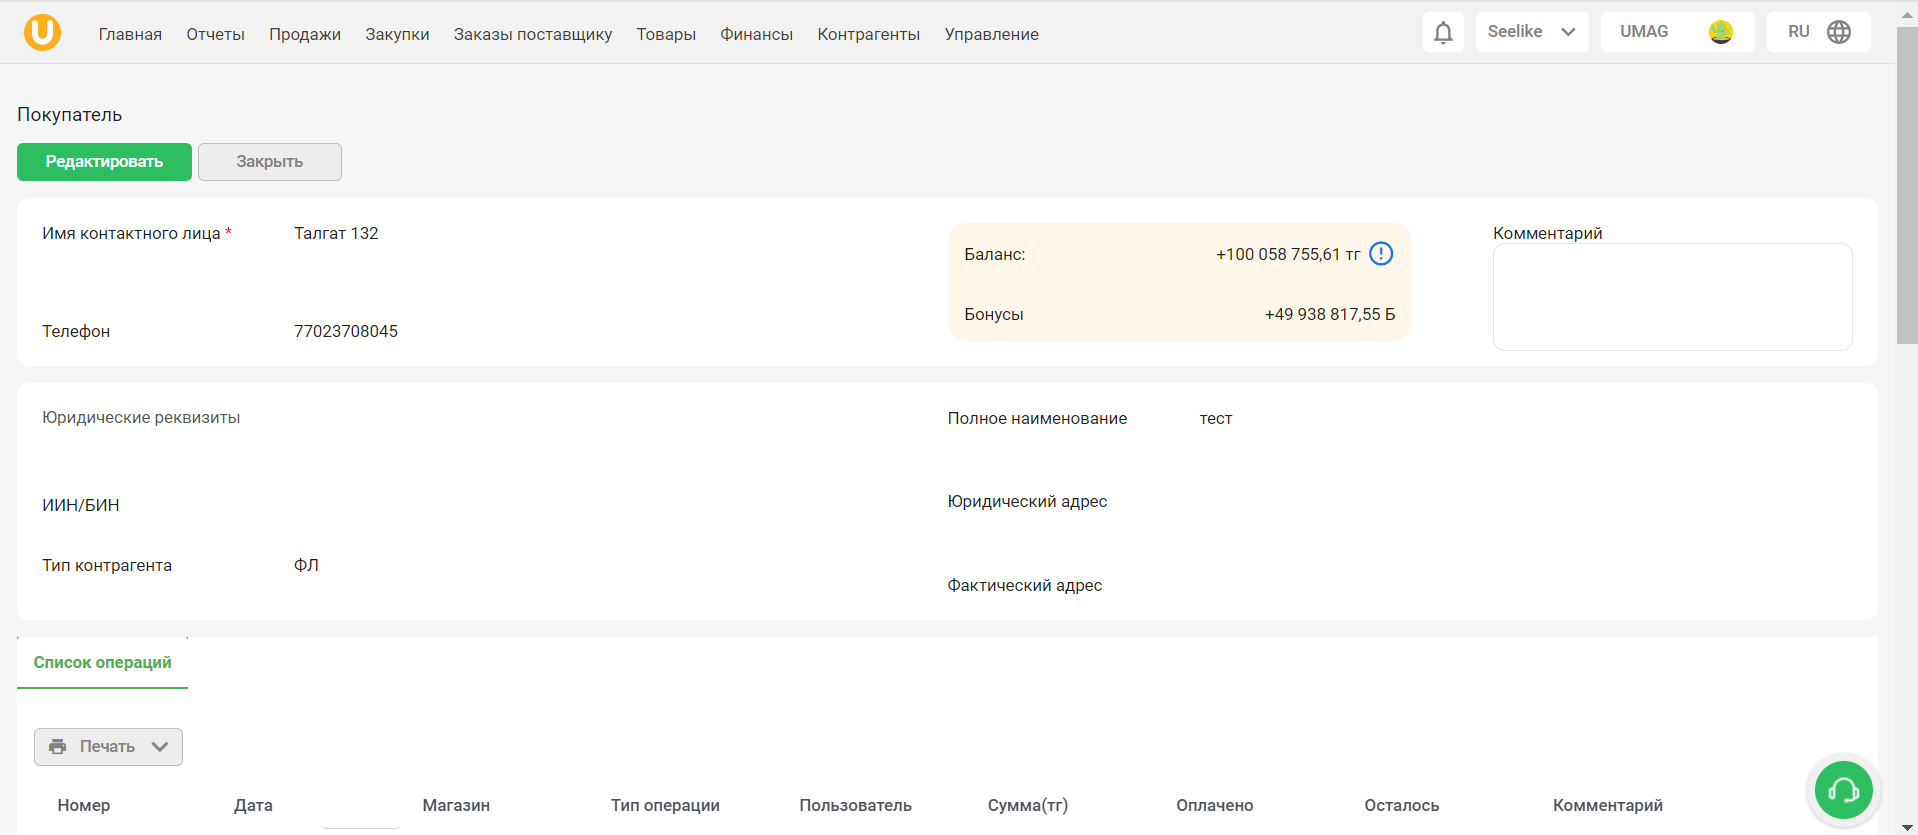 U
Главная Отчеты Продажи Закупки Заказы поставщику Товары Финансы Контрагенты Управление
Seelike
UMAG
RU
Покупатель
Редактировать Закрыть
Имя контактного лица * Талгат 132
Баланс: +100 058 755,61 тг
Комментарий
Бонусы +49 938 817,55 Б
Телефон 77023708045
Юридические реквизиты
Полное наименование тест
ИИН/БИН
Юридический адрес
Тип контрагента ФЛ
Фактический адрес
Список операций
Печать
Номер Дата Магазин Тип операции Пользователь Сумма(тг) Оплачено Осталось Комментарий